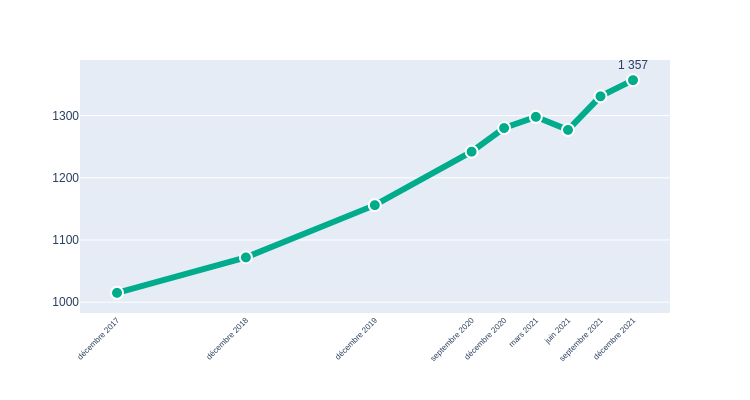 1 357
1300
1200
1100
1000
décembre 2017
décembre 2018
décembre 2019
septembre 2020
décembre 2020
mars 2021
juin 2021
septembre 2021
décembre 2021